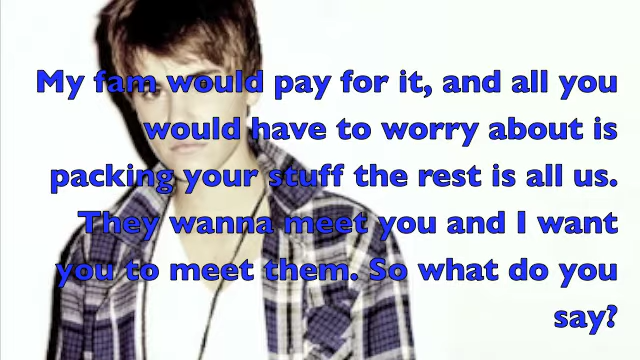 My fam would pay for it, and all you
would have to worry about is
packing your stuff the rest is all us.
They wanna meet you and I want
you to meet them. So what do you
say?